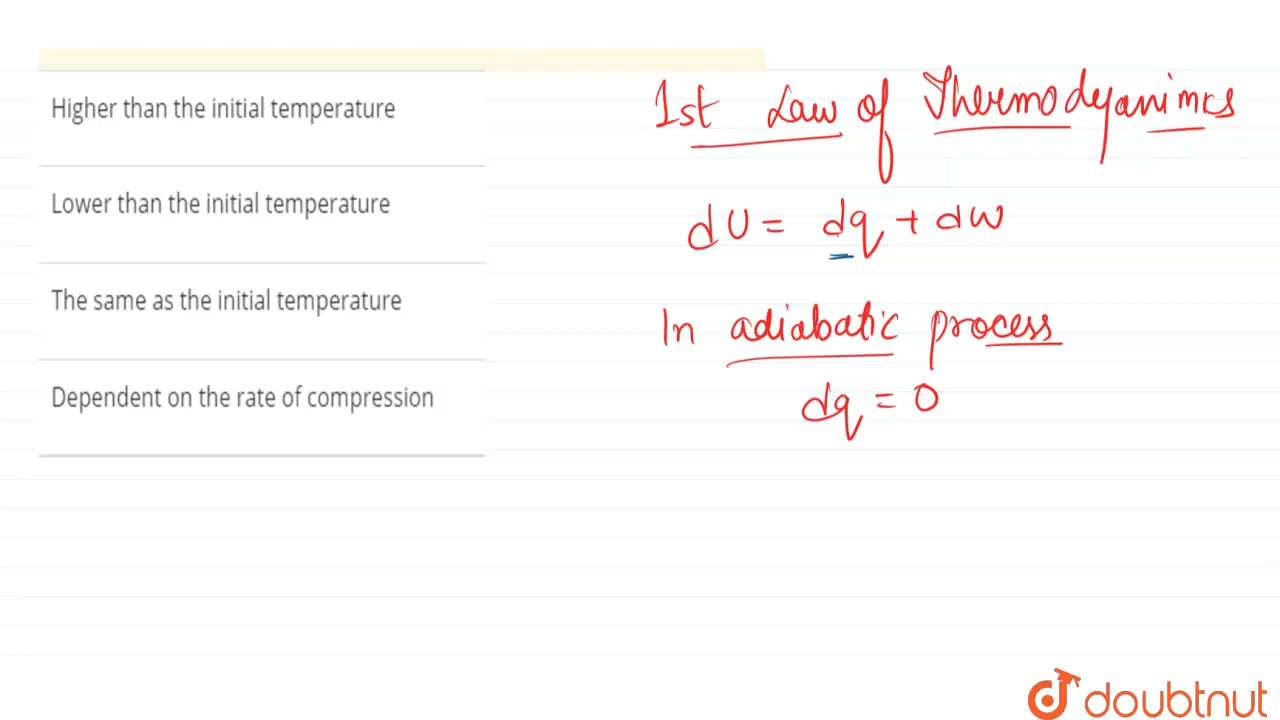 Higher than the initial temperature
Lower than the initial temperature
The same as the initial temperature
Dependent on the rate of compression
1st Law of Thermodyanimcs
dU = dq + dw
In adiabatic process
dq = 0
doubtnut